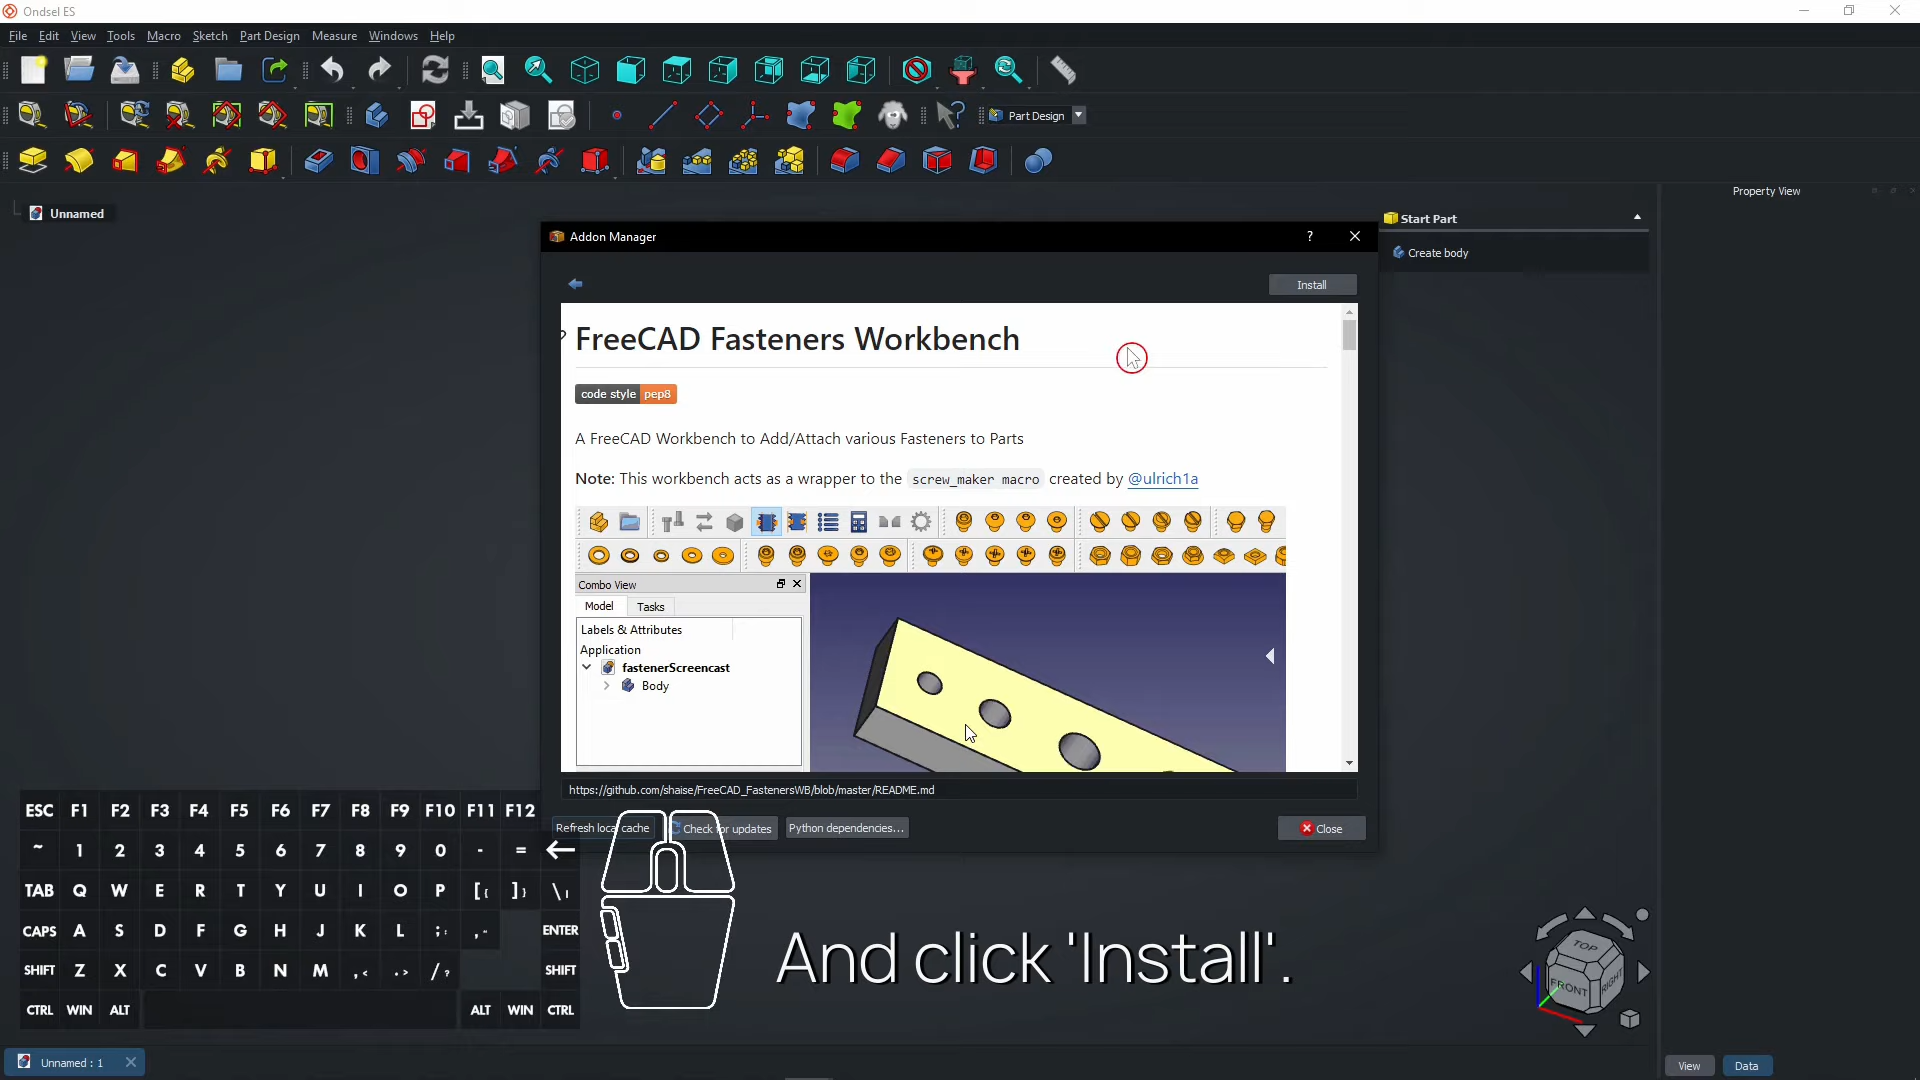 Ondsel ES
File Edit View Tools Macro Sketch Part Design Measure Windows Help
Part Design
Property View
Unnamed
Start Part
Create body
Addon Manager
?
Install
FreeCAD Fasteners Workbench
code style pep8
A FreeCAD Workbench to Add/Attach various Fasteners to Parts
Note: This workbench acts as a wrapper to the screw_maker macro created by @ulrich1a
Combo View
Model Tasks
Labels & Attributes
Application
fastenerScreencast
Body
https://github.com/shaise/FreeCAD_FastenersWB/blob/master/README.md
Refresh local cache Check for updates Python dependencies... Close
ESC F1 F2 F3 F4 F5 F6 F7 F8 F9 F10 F11 F12
~ 1 2 3 4 5 6 7 8 9 0 - = ←
TAB Q W E R T Y U I O P [{ ]} \|
CAPS A S D F G H J K L ;: ,“ ENTER
SHIFT Z X C V B N M ,< .> /? SHIFT
CTRL WIN ALT ALT WIN CTRL
And click 'Install'.
TOP
FRONT RIGHT
Unnamed : 1
View Data